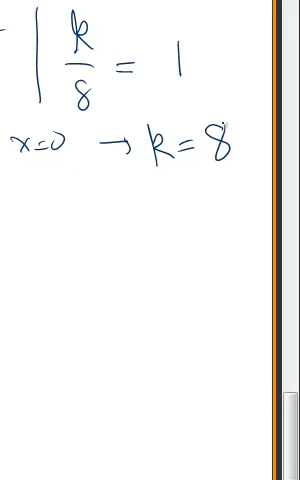 | k/8 = 1
x=0 → k = 8